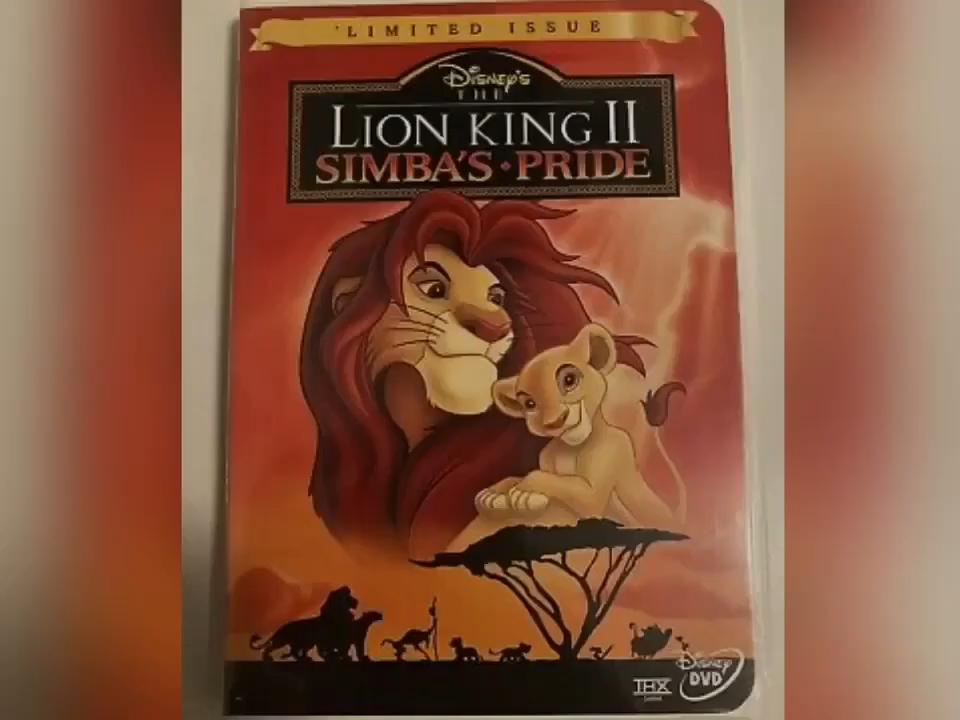 'LIMITED ISSUE
Disney's
THE
LION KING II
SIMBA'S • PRIDE
THX
Disney
DVD